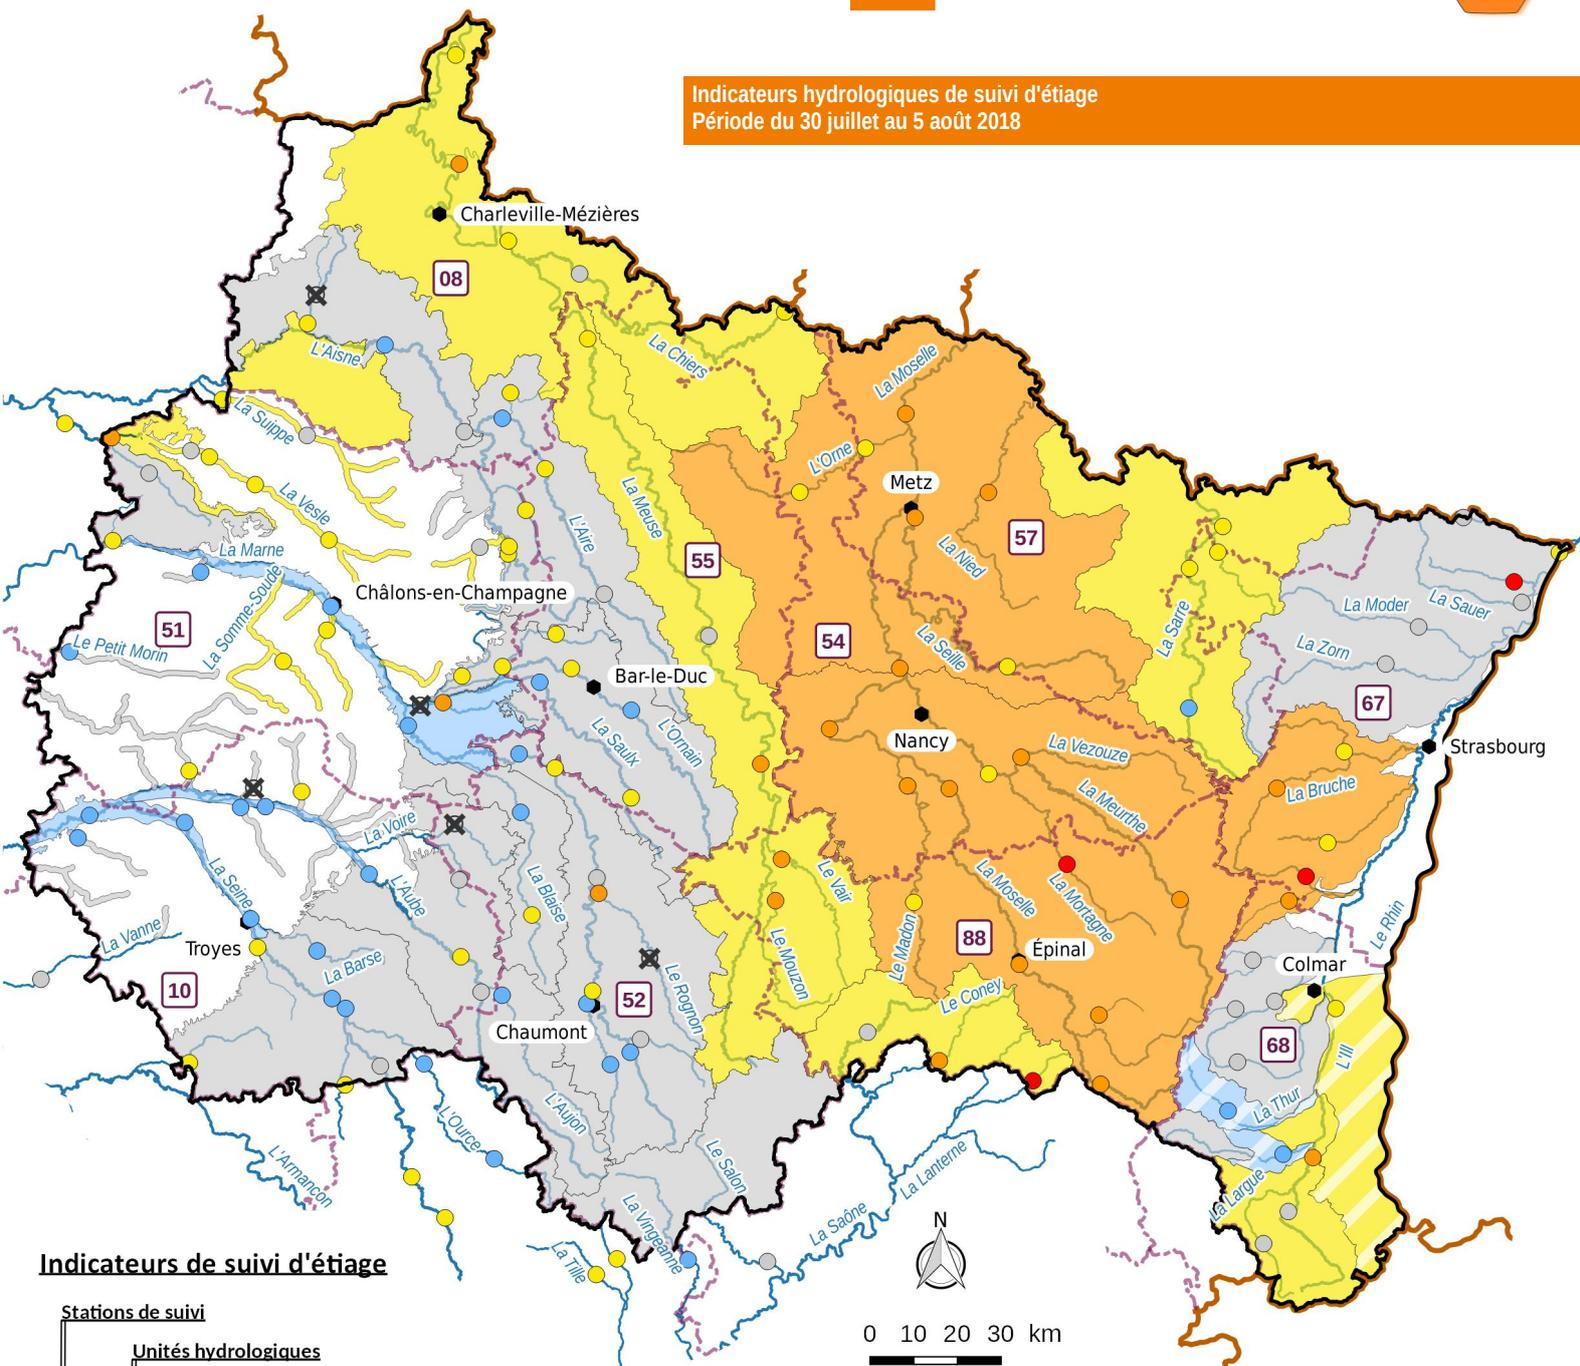 Indicateurs hydrologiques de suivi d'étiage
Période du 30 juillet au 5 août 2018
Charleville-Mézières
08
L'Aisne
La Chiers
La Moselle
La Suippe
L'Orne
Metz
La Vesle
La Meuse
L'Aire
57
55
La Nied
La Marne
Châlons-en-Champagne
La Somme-Soude
La Sarre
La Moder
La Sauer
51
54
La Seille
La Zorn
Le Petit Morin
Bar-le-Duc
67
La Saulx
L'Ornain
Nancy
La Vezouze
Strasbourg
La Bruche
La Meurthe
La Voire
La Seine
L'Aube
La Blaise
Le Vair
La Moselle
La Mortagne
Le Rhin
La Vanne
Troyes
La Barse
Le Mouzon
Le Madon
88
Épinal
Colmar
10
52
Le Rognon
Le Coney
Chaumont
68
L'Ill
La Thur
L'Aujon
L'Ource
L'Armançon
Le Salon
La Lanterne
La Largue
La Vingeanne
La Saône
La Tille
N
Indicateurs de suivi d'étiage
Stations de suivi
Unités hydrologiques
0 10 20 30 km